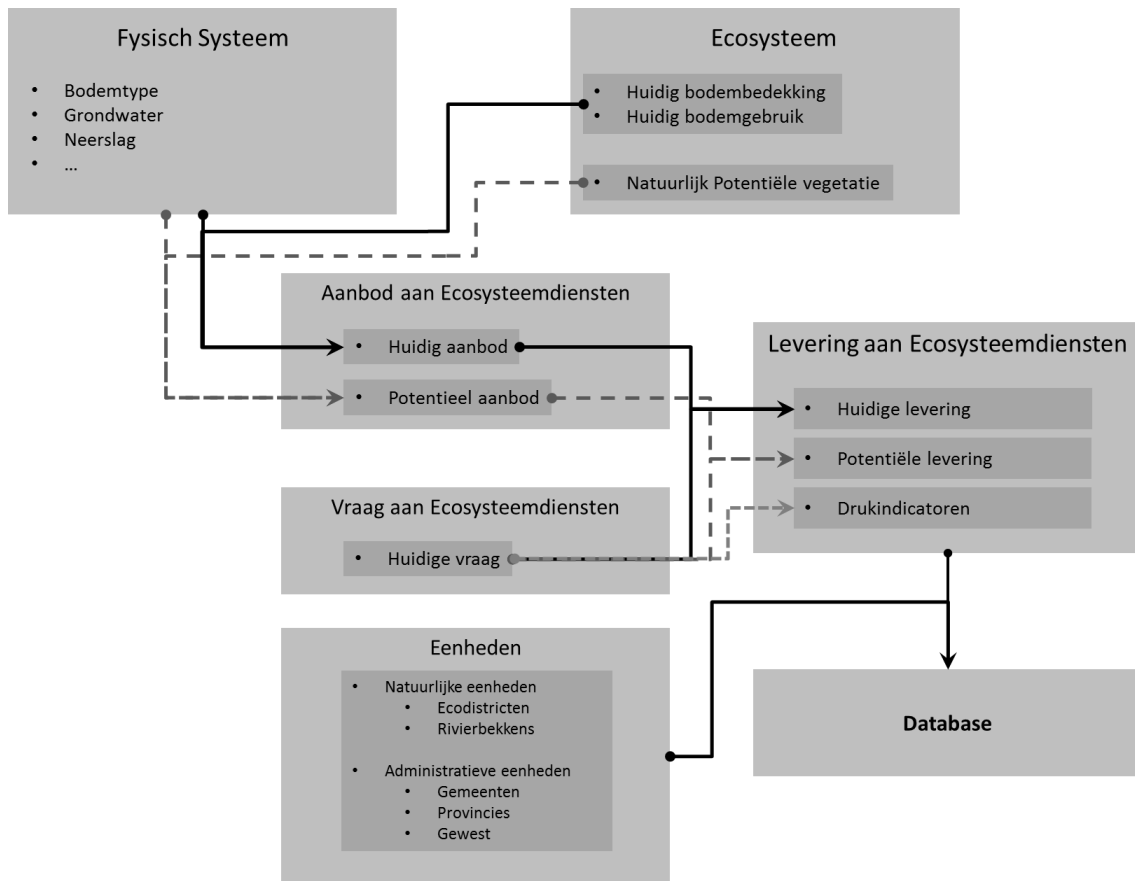 Fysisch Systeem
• Bodemtype
• Grondwater
• Neerslag
• ...
Ecosysteem
• Huidig bodembedekking
• Huidig bodemgebruik
• Natuurlijk Potentiële vegetatie
Aanbod aan Ecosysteemdiensten
• Huidig aanbod
• Potentieel aanbod
Levering aan Ecosysteemdiensten
• Huidige levering
• Potentiële levering
• Drukindicatoren
Vraag aan Ecosysteemdiensten
• Huidige vraag
Eenheden
• Natuurlijke eenheden
• Ecodistricten
• Rivierbekkens
• Administratieve eenheden
• Gemeenten
• Provincies
• Gewest
Database